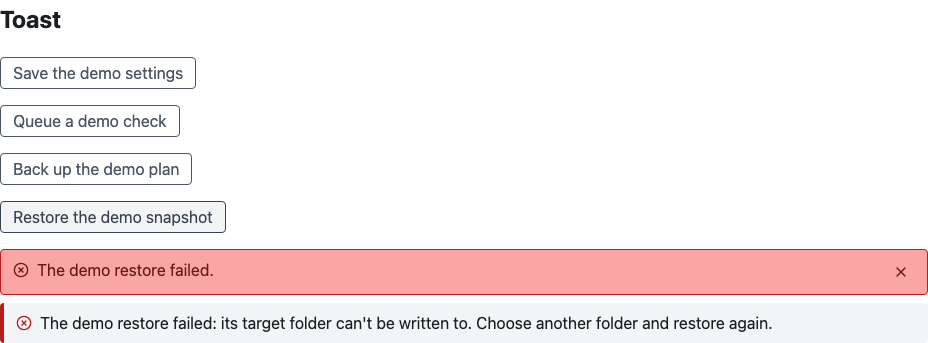 Toast
Save the demo settings
Queue a demo check
Back up the demo plan
Restore the demo snapshot
The demo restore failed.
The demo restore failed: its target folder can't be written to. Choose another folder and restore again.